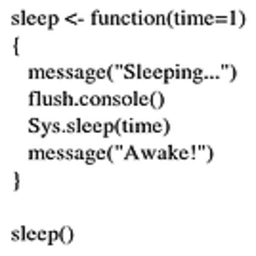 sleep <- function(time=1)
{
   message("Sleeping...")
   flush.console()
   Sys.sleep(time)
   message("Awake!")
}

sleep()